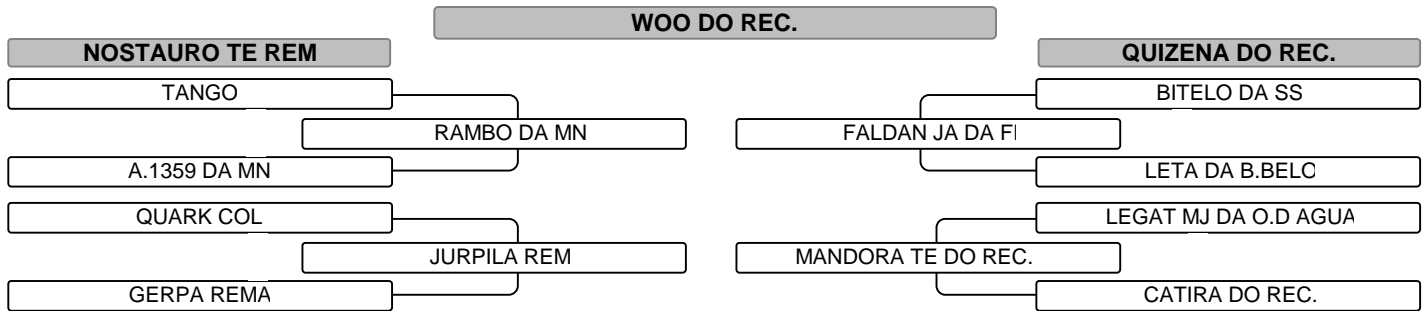 WOO DO REC.
NOSTAURO TE REM
QUIZENA DO REC.
TANGO
BITELO DA SS
RAMBO DA MN
FALDAN JA DA FI
A.1359 DA MN
LETA DA B.BELO
QUARK COL
LEGAT MJ DA O.D AGUA
JURPILA REM
MANDORA TE DO REC.
GERPA REMA
CATIRA DO REC.